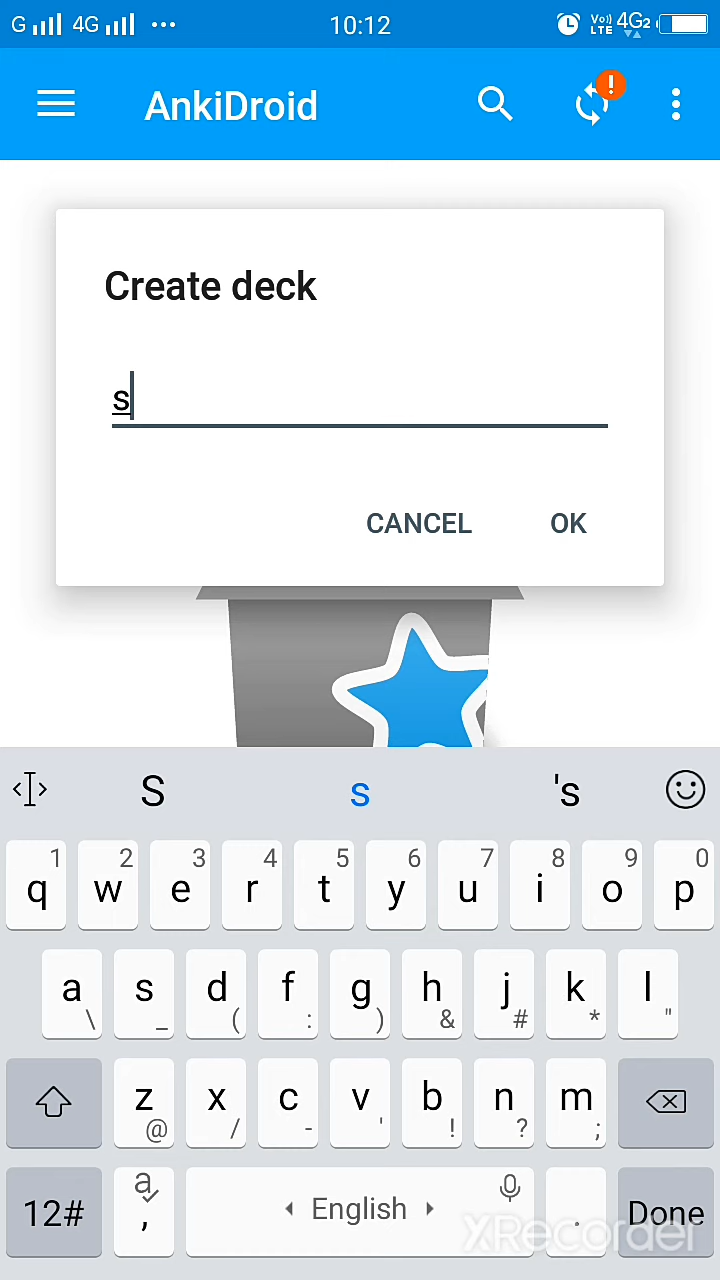 G 4G ••• 10:12 Vo)) LTE 4G2
AnkiDroid !
Create deck
s
CANCEL OK
S s 's
1 2 3 4 5 6 7 8 9 0
q w e r t y u i o p
a s d f g h j k l
\ _ ( : ) & # * "
z x c v b n m
@ / - ' ! ? ;
12# a , English . Done
XRecorder